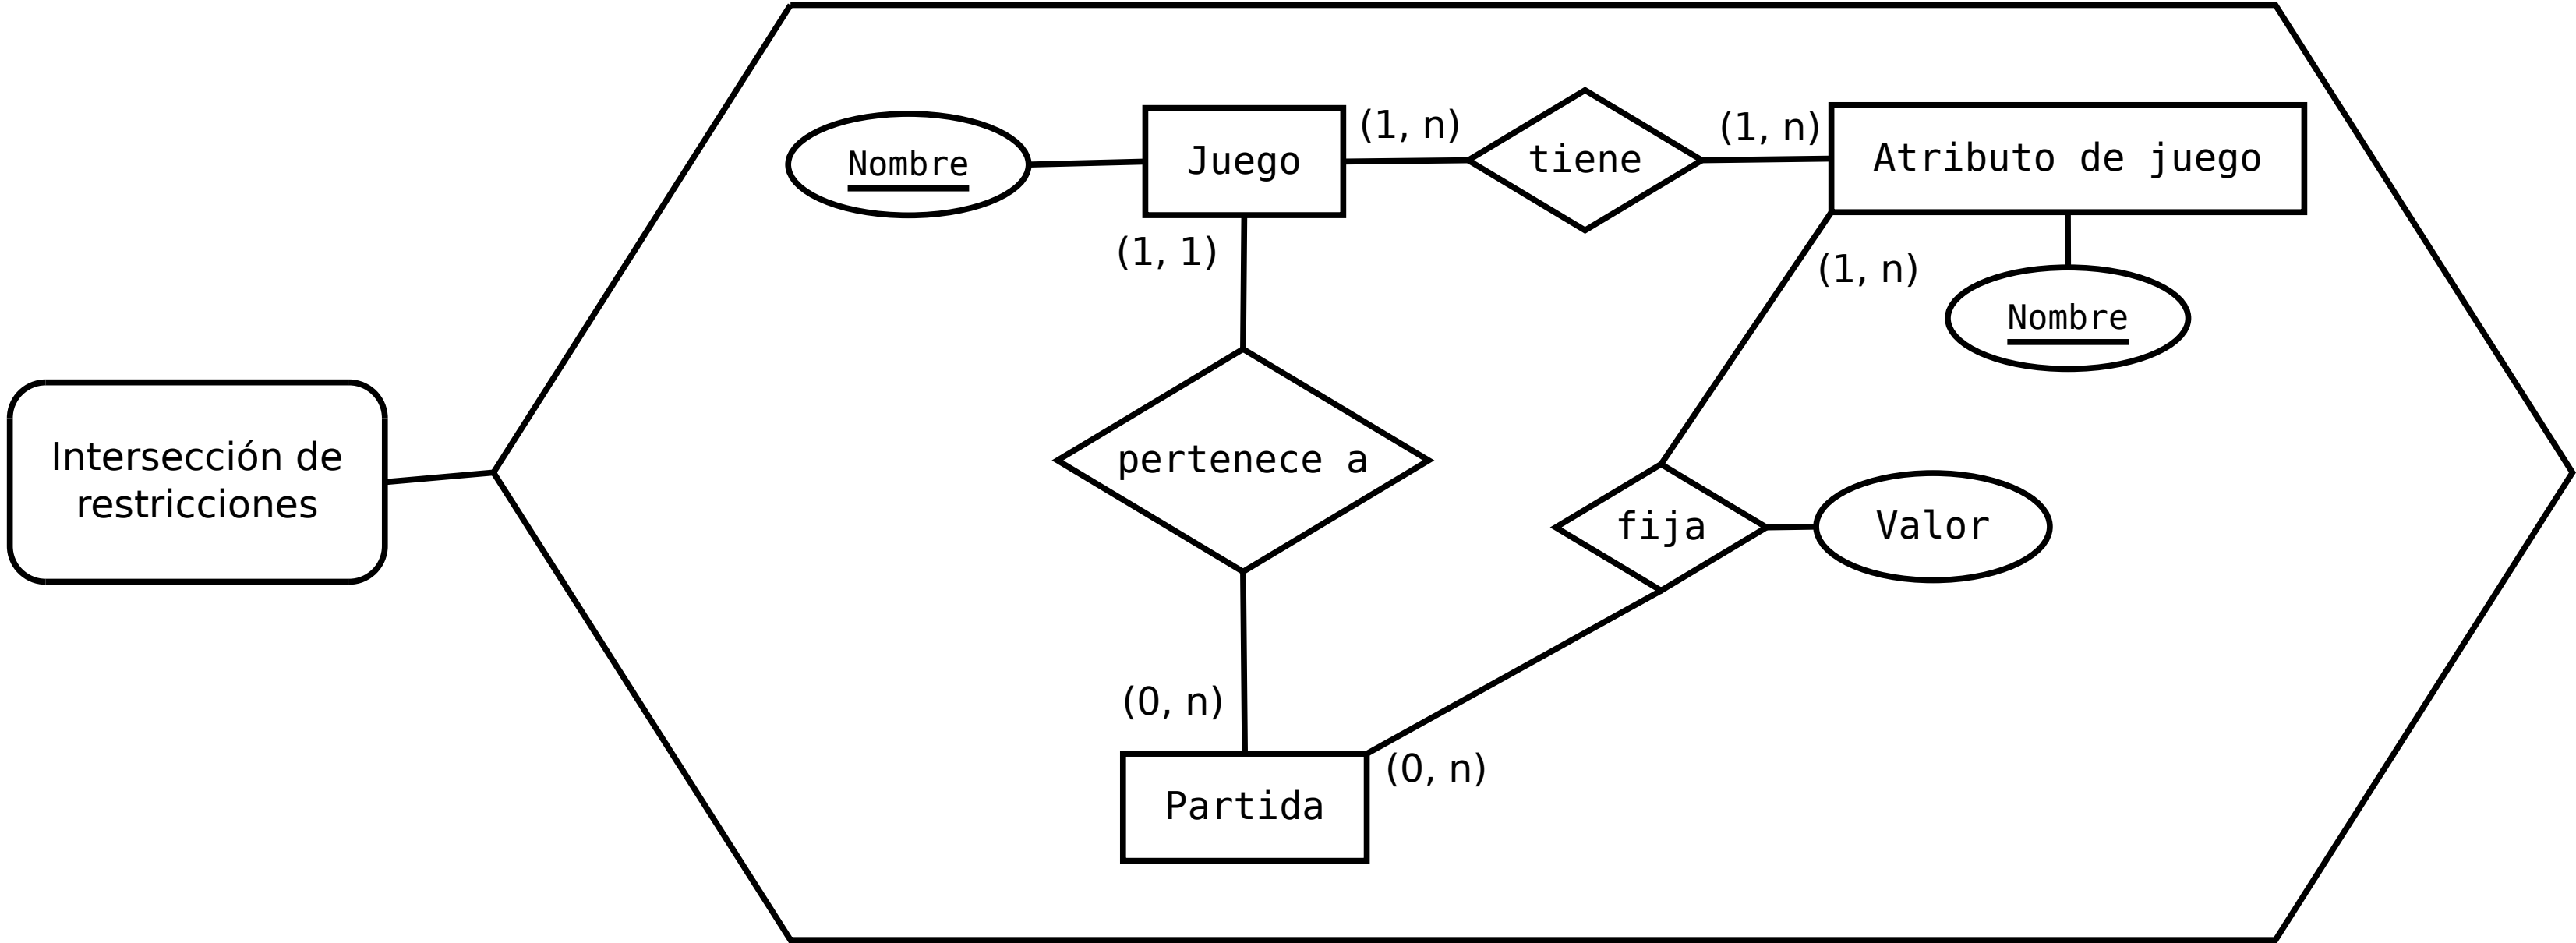 Nombre
Juego
(1, n)
tiene
(1, n)
Atributo de juego
(1, 1)
(1, n)
Nombre
Intersección de
restricciones
pertenece a
fija
Valor
(0, n)
(0, n)
Partida